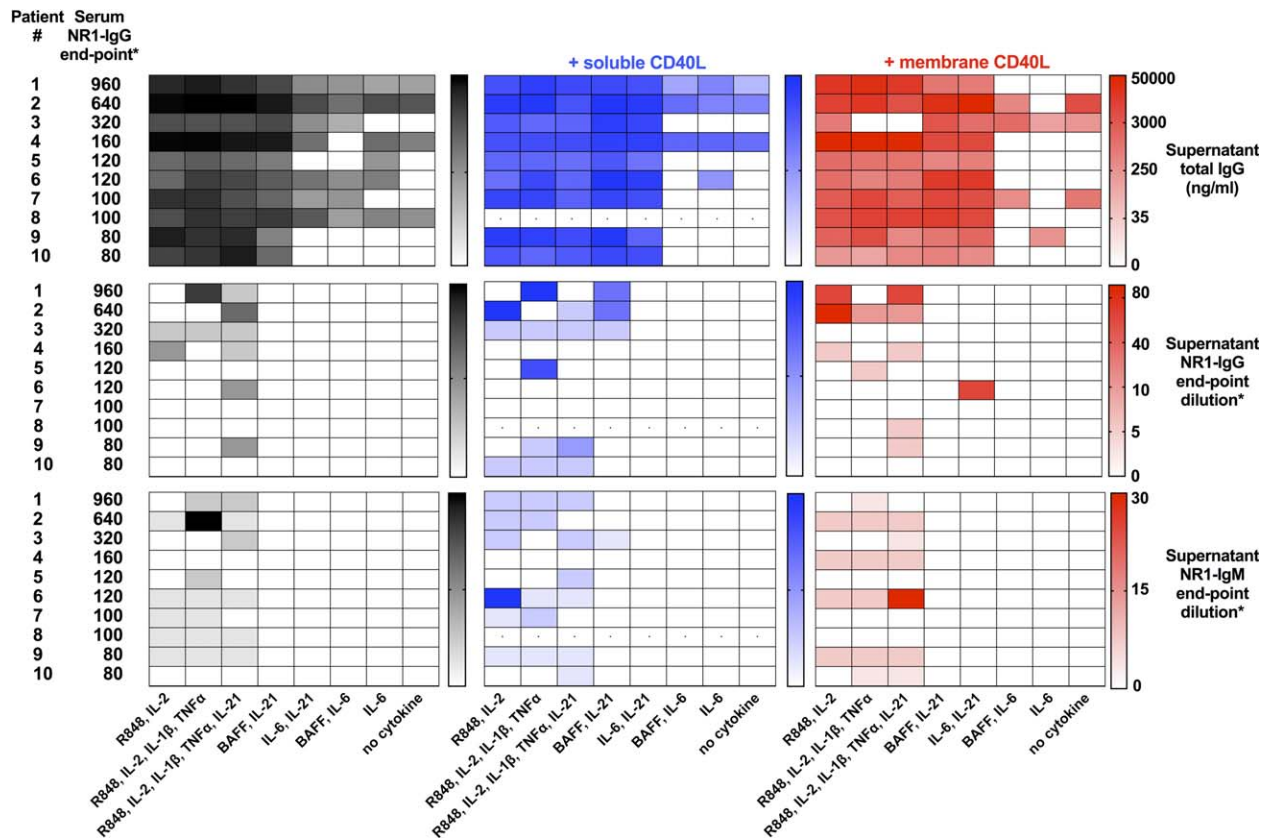 Patient Serum
# NR1-IgG
end-point*
+ soluble CD40L + membrane CD40L
1 960
2 640
3 320
4 160
5 120
6 120
7 100
8 100
9 80
10 80
50000
3000
250
35
0
Supernatant
total IgG
(ng/ml)
1 960
2 640
3 320
4 160
5 120
6 120
7 100
8 100
9 80
10 80
80
40
10
5
0
Supernatant
NR1-IgG
end-point
dilution*
1 960
2 640
3 320
4 160
5 120
6 120
7 100
8 100
9 80
10 80
30
15
0
Supernatant
NR1-IgM
end-point
dilution*
R848, IL-2
R848, IL-2, IL-1β, TNFα
R848, IL-2, IL-1β, TNFα, IL-21
BAFF, IL-21
IL-6, IL-21
BAFF, IL-6
IL-6
no cytokine
R848, IL-2
R848, IL-2, IL-1β, TNFα
R848, IL-2, IL-1β, TNFα, IL-21
BAFF, IL-21
IL-6, IL-21
BAFF, IL-6
IL-6
no cytokine
R848, IL-2
R848, IL-2, IL-1β, TNFα
R848, IL-2, IL-1β, TNFα, IL-21
BAFF, IL-21
IL-6, IL-21
BAFF, IL-6
IL-6
no cytokine